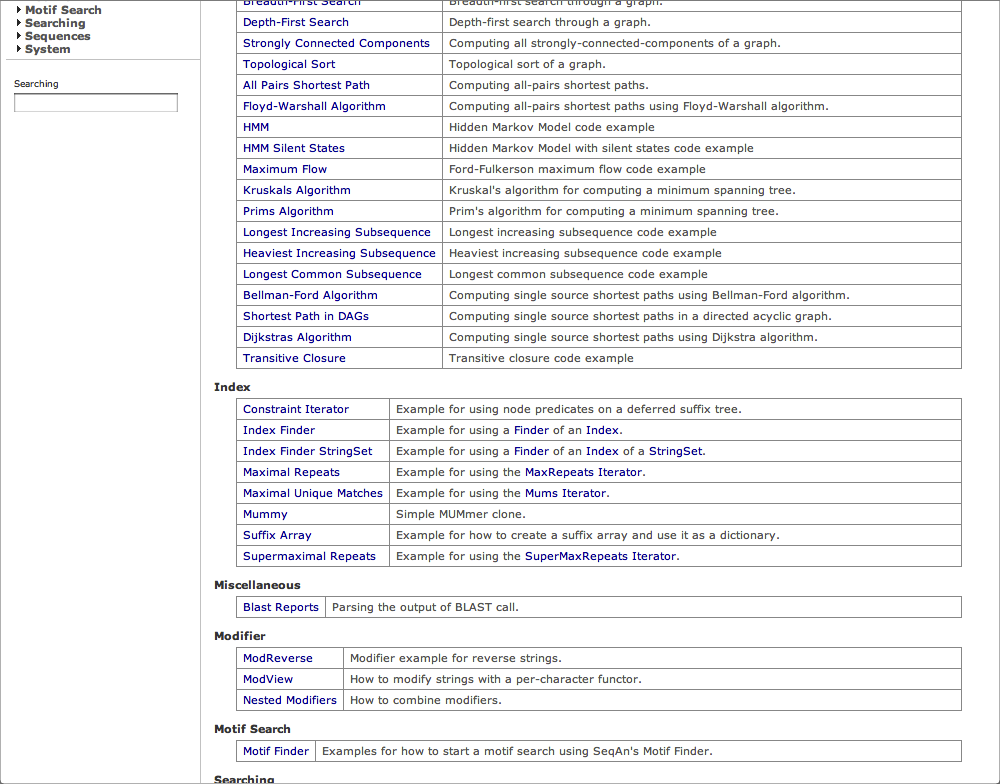 Motif Search
Searching
Sequences
System
Searching
Breadth-First Search Breadth-first search through a graph.
Depth-First Search Depth-first search through a graph.
Strongly Connected Components Computing all strongly-connected-components of a graph.
Topological Sort Topological sort of a graph.
All Pairs Shortest Path Computing all-pairs shortest paths.
Floyd-Warshall Algorithm Computing all-pairs shortest paths using Floyd-Warshall algorithm.
HMM Hidden Markov Model code example
HMM Silent States Hidden Markov Model with silent states code example
Maximum Flow Ford-Fulkerson maximum flow code example
Kruskals Algorithm Kruskal's algorithm for computing a minimum spanning tree.
Prims Algorithm Prim's algorithm for computing a minimum spanning tree.
Longest Increasing Subsequence Longest increasing subsequence code example
Heaviest Increasing Subsequence Heaviest increasing subsequence code example
Longest Common Subsequence Longest common subsequence code example
Bellman-Ford Algorithm Computing single source shortest paths using Bellman-Ford algorithm.
Shortest Path in DAGs Computing single source shortest paths in a directed acyclic graph.
Dijkstras Algorithm Computing single source shortest paths using Dijkstra algorithm.
Transitive Closure Transitive closure code example
Index
Constraint Iterator Example for using node predicates on a deferred suffix tree.
Index Finder Example for using a Finder of an Index.
Index Finder StringSet Example for using a Finder of an Index of a StringSet.
Maximal Repeats Example for using the MaxRepeats Iterator.
Maximal Unique Matches Example for using the Mums Iterator.
Mummy Simple MUMmer clone.
Suffix Array Example for how to create a suffix array and use it as a dictionary.
Supermaximal Repeats Example for using the SuperMaxRepeats Iterator.
Miscellaneous
Blast Reports Parsing the output of BLAST call.
Modifier
ModReverse Modifier example for reverse strings.
ModView How to modify strings with a per-character functor.
Nested Modifiers How to combine modifiers.
Motif Search
Motif Finder Examples for how to start a motif search using SeqAn's Motif Finder.
Searching